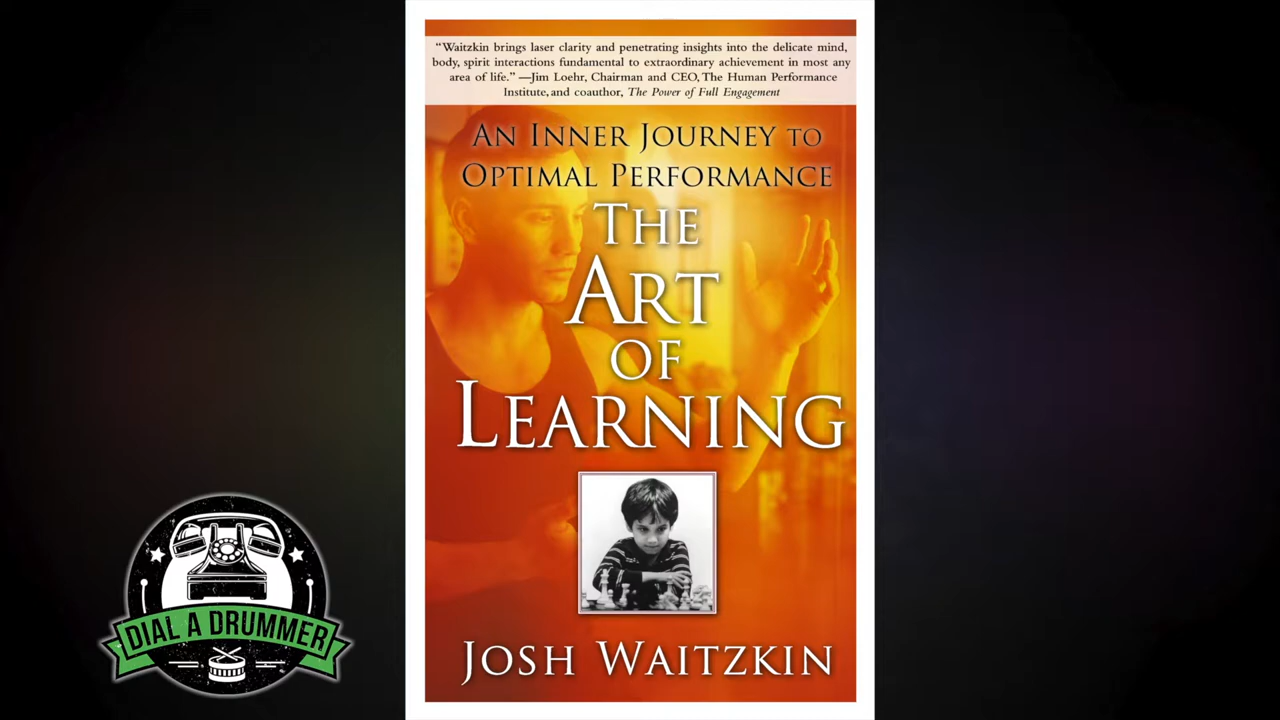 “Waitzkin brings laser clarity and penetrating insights into the delicate mind,
body, spirit interactions fundamental to extraordinary achievement in most any
area of life.” —Jim Loehr, Chairman and CEO, The Human Performance
Institute, and coauthor, The Power of Full Engagement
An Inner Journey to
Optimal Performance
The
Art
of
Learning
Josh Waitzkin
DIAL A DRUMMER